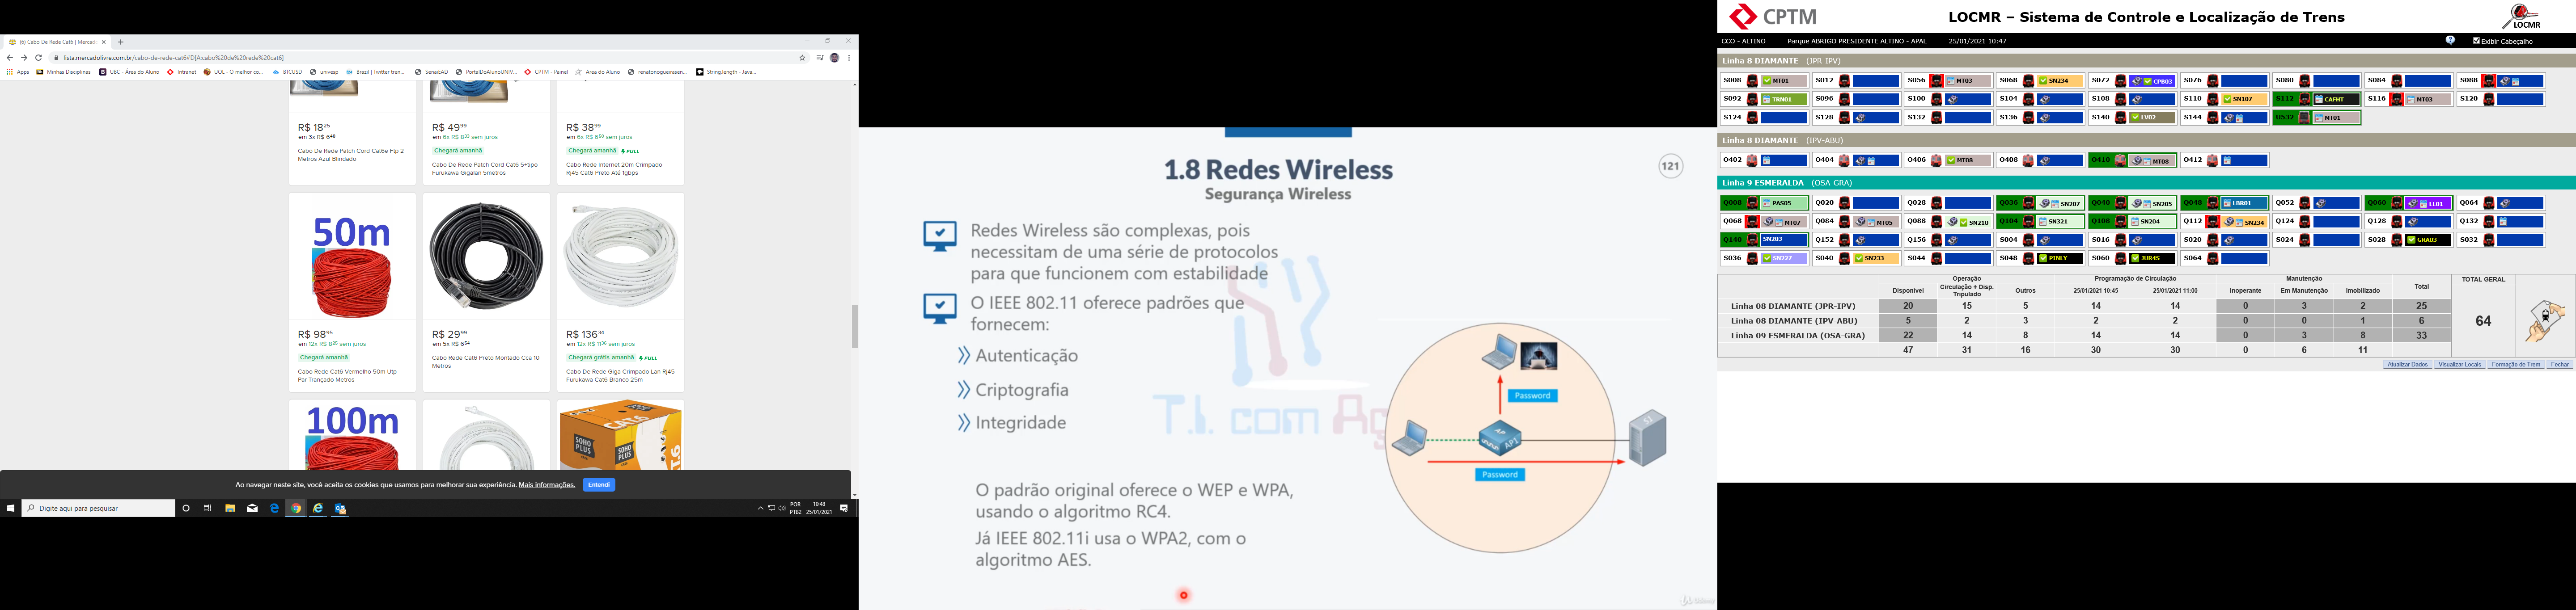 (6) Cabo De Rede Cat6 | Mercad
lista.mercadolivre.com.br/cabo-de-rede-cat6#D[A:cabo%20de%20rede%20cat6]
Apps Minhas Disciplinas UBC - Área do Aluno Intranet UOL - O melhor co... BTCUSD univesp Brazil | Twitter tren... SenaiEAD PortalDoAlunoUNIV... CPTM - Painel Área do Aluno renatonogueirasen... String.length - Java...
R$ 18 25
em 3x R$ 6 48
Cabo De Rede Patch Cord Cat6e Ftp 2 Metros Azul Blindado
R$ 49 99
em 6x R$ 8 33 sem juros
Chegará amanhã
Cabo De Rede Patch Cord Cat6 5+tipo Furukawa Gigalan 5metros
R$ 38 99
em 6x R$ 6 50 sem juros
Chegará amanhã FULL
Cabo Rede Internet 20m Crimpado Rj45 Cat6 Preto Até 1gbps
50m
R$ 98 95
em 12x R$ 8 25 sem juros
Chegará amanhã
Cabo Rede Cat6 Vermelho 50m Utp Par Trançado Metros
R$ 29 99
em 5x R$ 6 94
Cabo Rede Cat6 Preto Montado Cca 10 Metros
R$ 136 34
em 12x R$ 11 36 sem juros
Chegará grátis amanhã FULL
Cabo De Rede Giga Crimpado Lan Rj45 Furukawa Cat6 Branco 25m
100m
SOHO PLUS
SOHO PLUS
Ao navegar neste site, você aceita os cookies que usamos para melhorar sua experiência. Mais informações. Entendi
Digite aqui para pesquisar
POR
PTB2
10:48
25/01/2021
1.8 Redes Wireless
121
Segurança Wireless
Redes Wireless são complexas, pois
necessitam de uma série de protocolos
para que funcionem com estabilidade
O IEEE 802.11 oferece padrões que
fornecem:
Autenticação
Criptografia
Integridade
T.I. com
O padrão original oferece o WEP e WPA,
usando o algoritmo RC4.
Já IEEE 802.11i usa o WPA2, com o
algoritmo AES.
Password
AP
AP1
Password
CPTM
LOCMR – Sistema de Controle e Localização de Trens
LOCMR
CCO - ALTINO Parque ABRIGO PRESIDENTE ALTINO - APAL 25/01/2021 10:47 Exibir Cabeçalho
Linha 8 DIAMANTE (JPR-IPV)
S008 MT01 S012 S056 MT03 S068 SN234 S072 CPB03 S076 S080 S084 S088
S092 TRN01 S096 S100 S104 S108 S110 SN107 S112 CAFHT S116 MT03 S120
S124 S128 S132 S136 S140 LV02 S144 U532 MT01
Linha 8 DIAMANTE (IPV-ABU)
O402 O404 O406 MT08 O408 O410 MT08 O412
Linha 9 ESMERALDA (OSA-GRA)
Q008 PAS05 Q020 Q028 Q036 SN207 Q040 SN205 Q048 LBR01 Q052 Q060 LL01 Q064
Q068 MT07 Q084 MT05 Q088 SN210 Q104 SN321 Q108 SN204 Q112 SN234 Q124 Q128 Q132
Q140 SN203 Q152 Q156 S004 S016 S020 S024 S028 GRA03 S032
S036 SN227 S040 SN233 S044 S048 PINLY S060 JUR4S S064
Operação Programação de Circulação Manutenção TOTAL GERAL
Disponível Circulação + Disp. Tripulado Outros 25/01/2021 10:45 25/01/2021 11:00 Inoperante Em Manutenção Imobilizado Total
Linha 08 DIAMANTE (JPR-IPV) 20 15 5 14 14 0 3 2 25
Linha 08 DIAMANTE (IPV-ABU) 5 2 3 2 2 0 0 1 6
64
Linha 09 ESMERALDA (OSA-GRA) 22 14 8 14 14 0 3 8 33
47 31 16 30 30 0 6 11
Atualizar Dados Visualizar Locais Formação de Trem Fechar